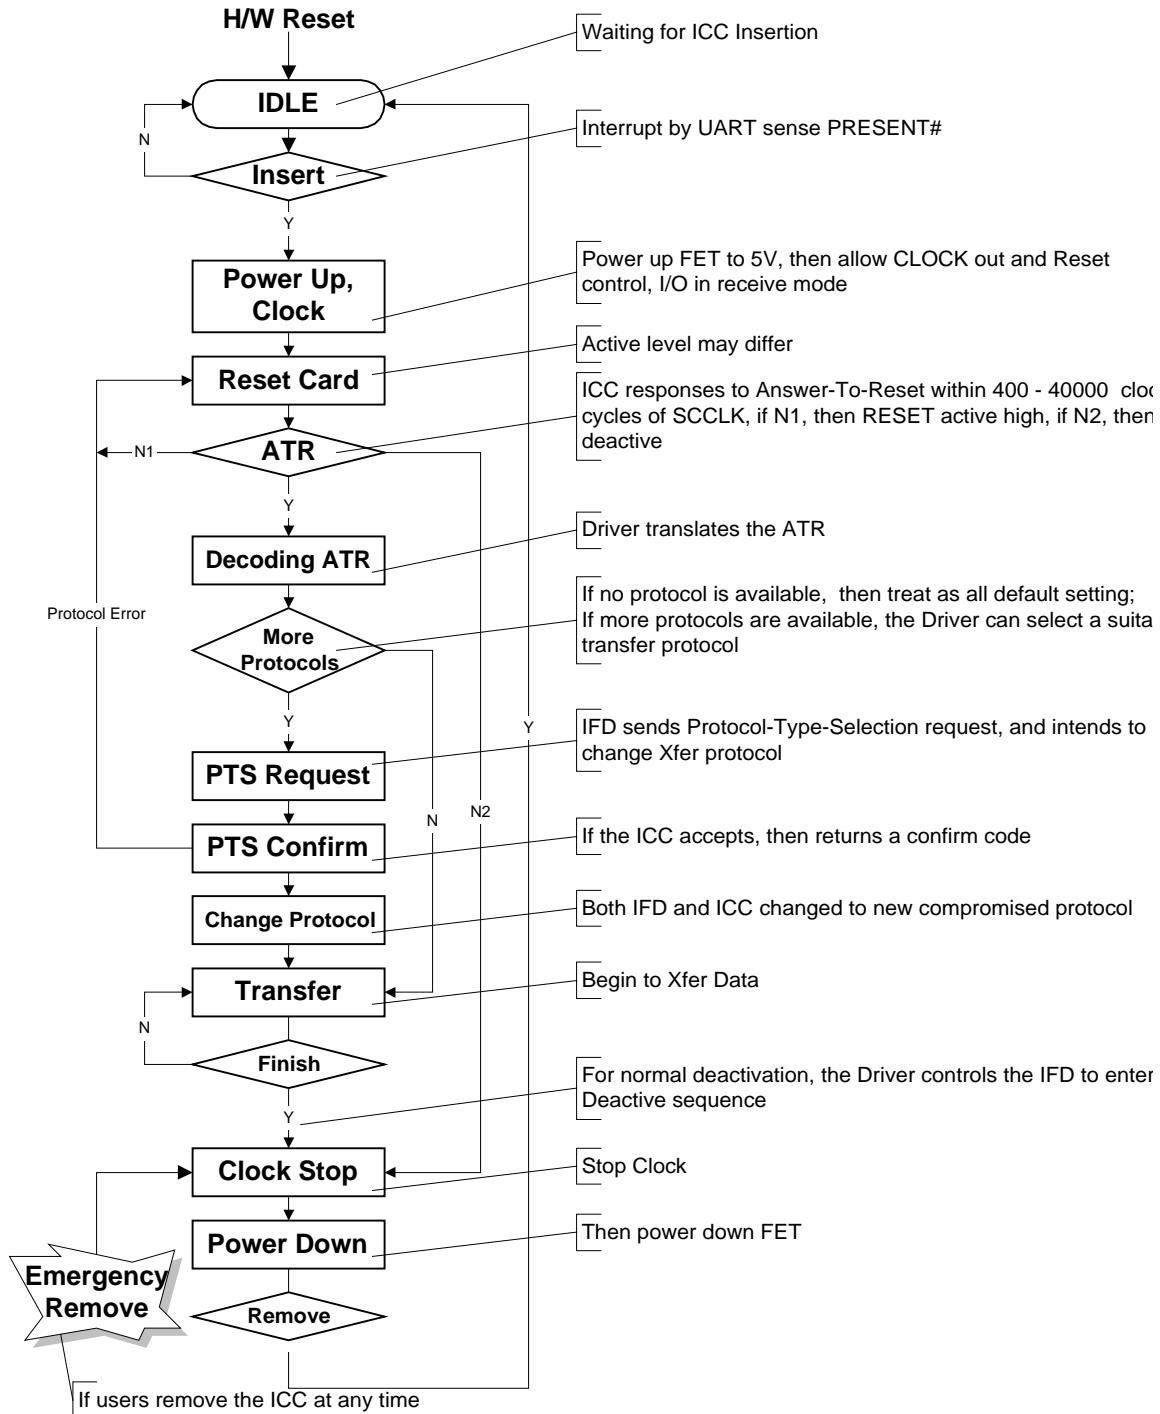 H/W Reset
Waiting for ICC Insertion
IDLE
N
Interrupt by UART sense PRESENT#
Insert
Y
Power Up,
Clock
Power up FET to 5V, then allow CLOCK out and Reset
control, I/O in receive mode
Active level may differ
Reset Card
ICC responses to Answer-To-Reset within 400 - 40000
cycles of SCCLK, if N1, then RESET active high, if N2, then
deactive
N1
ATR
Y
Driver translates the ATR
Decoding ATR
Protocol Error
If no protocol is available, then treat as all default setting;
If more protocols are available, the Driver can select a
transfer protocol
More
Protocols
Y
Y
IFD sends Protocol-Type-Selection request, and intends to
change Xfer protocol
PTS Request
N
N2
PTS Confirm
If the ICC accepts, then returns a confirm code
Change Protocol
Both IFD and ICC changed to new compromised protocol
Transfer
Begin to Xfer Data
N
Finish
For normal deactivation, the Driver controls the IFD to enter
Deactive sequence
Y
Clock Stop
Stop Clock
Power Down
Then power down FET
Emergency
Remove
Remove
If users remove the ICC at any time